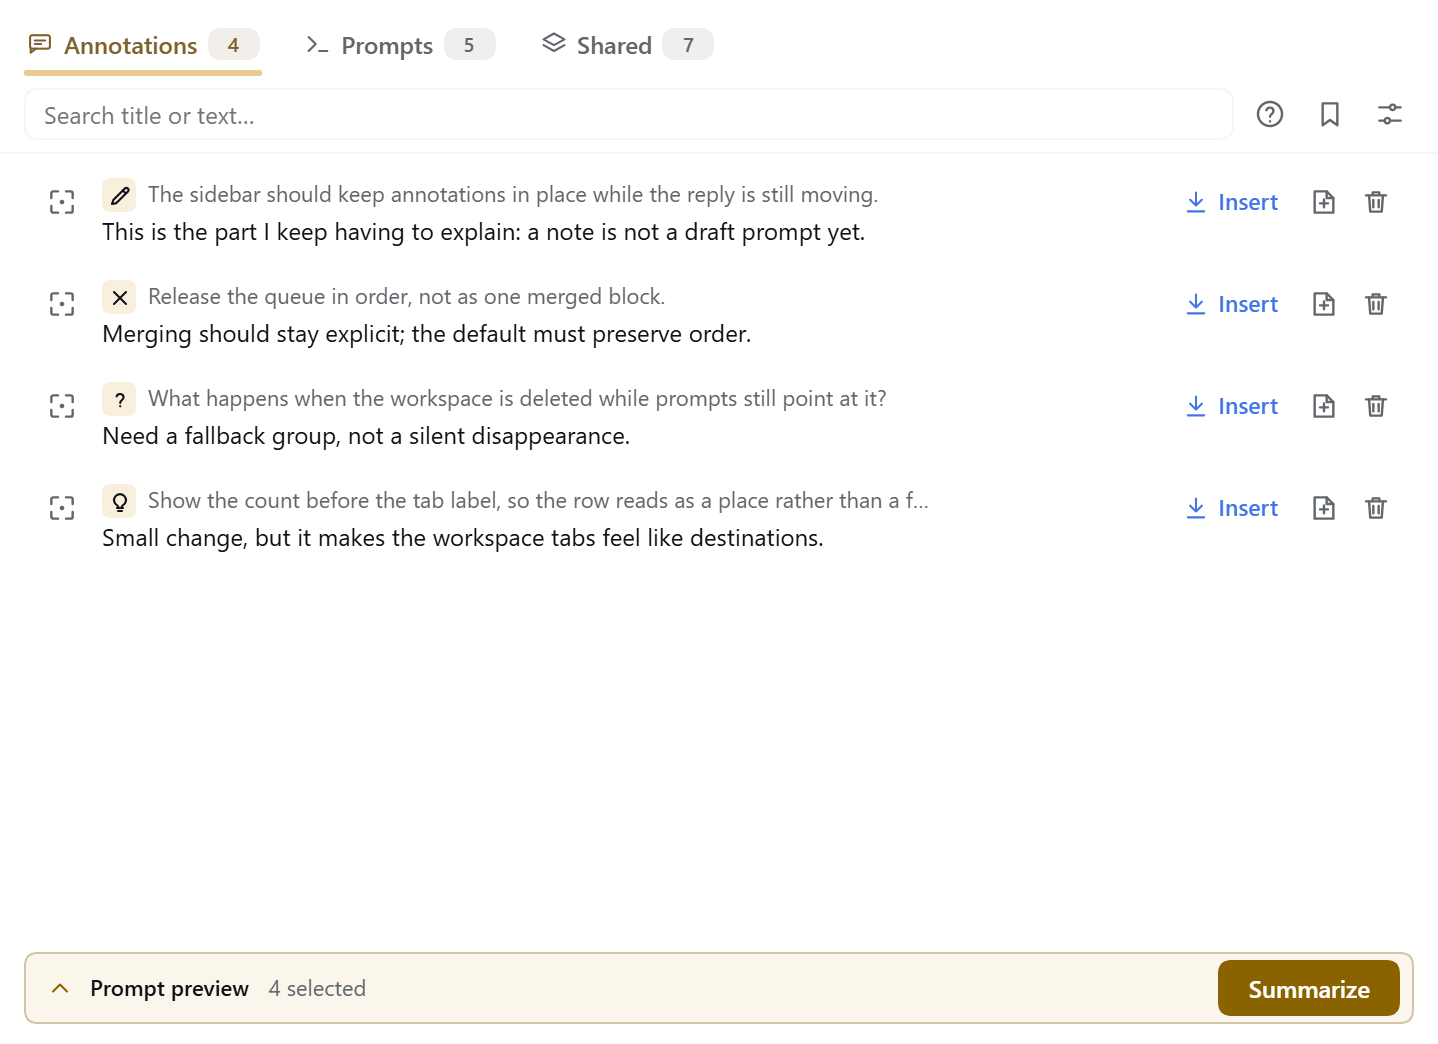 Annotations 4 Prompts 5 Shared 7
Search title or text...
The sidebar should keep annotations in place while the reply is still moving.
Insert
This is the part I keep having to explain: a note is not a draft prompt yet.
Release the queue in order, not as one merged block.
Insert
Merging should stay explicit; the default must preserve order.
? What happens when the workspace is deleted while prompts still point at it?
Insert
Need a fallback group, not a silent disappearance.
Show the count before the tab label, so the row reads as a place rather than a f...
Insert
Small change, but it makes the workspace tabs feel like destinations.
Prompt preview 4 selected Summarize